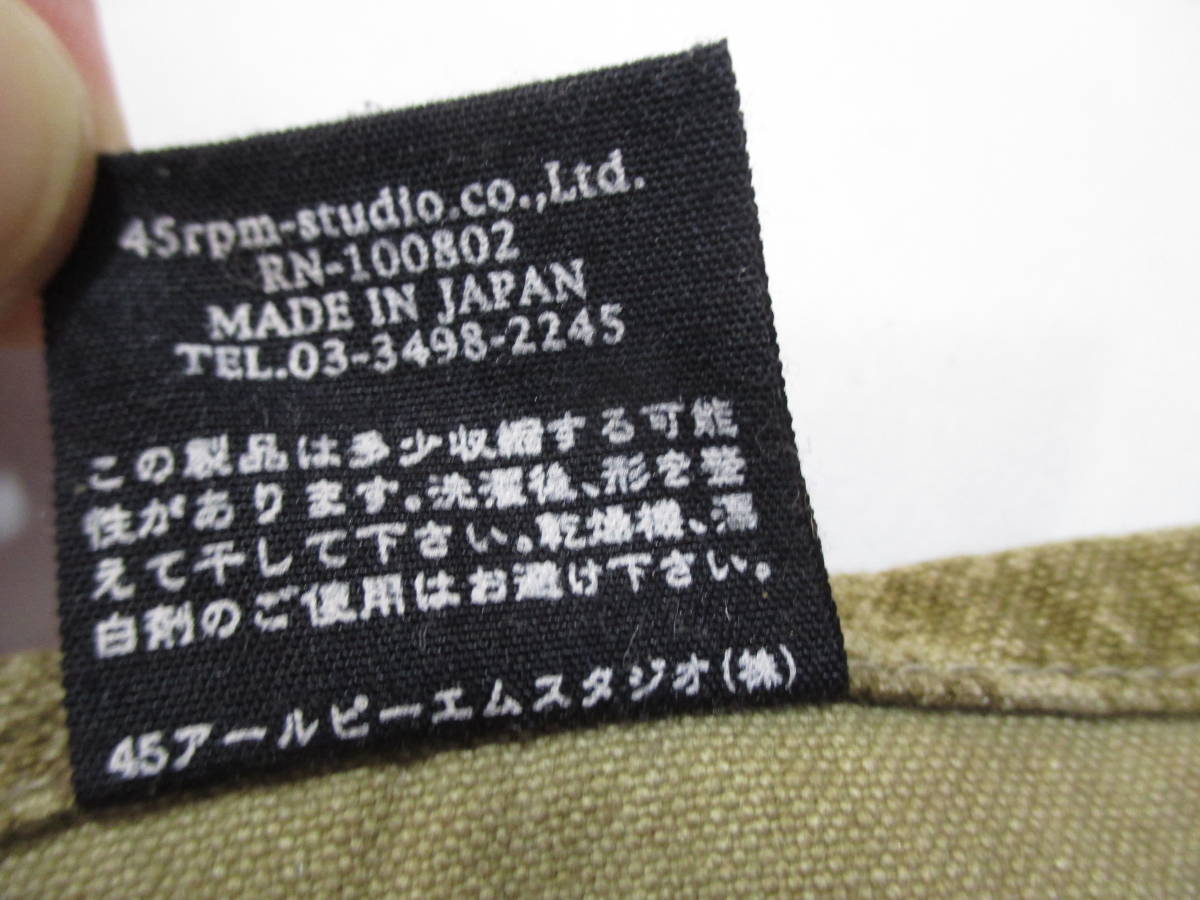 45rpm-studio.co.,Ltd.
RN-100802
MADE IN JAPAN
TEL.03-3498-2245
この製品は多少収縮する可能
性があります。洗濯後、形を整
えて干して下さい。乾燥機、漂
白剤のご使用はお避け下さい。
45アールピーエムスタジオ(株)